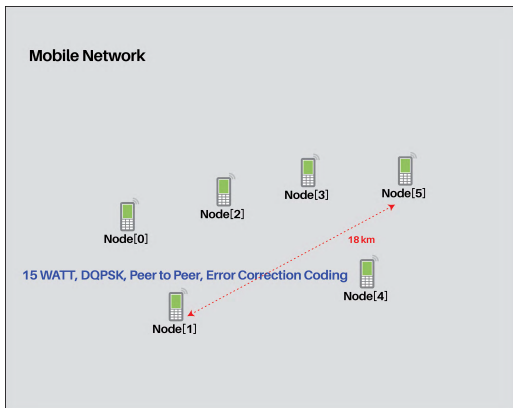 Mobile Network
Node[3]
Node[5]
Node[2]
Node[0]
18 km
15 WATT, DQPSK, Peer to Peer, Error Correction Coding
Node[4]
Node[1]